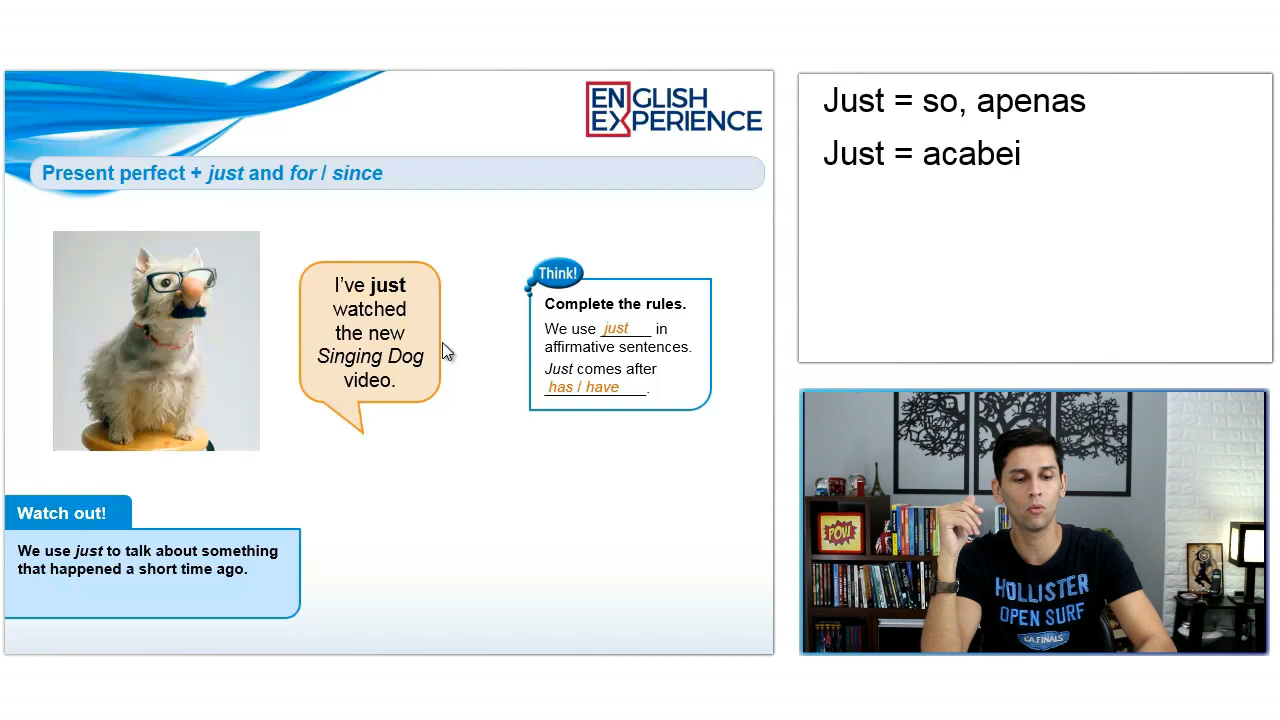 ENGLISH
EXPERIENCE
Present perfect + just and for / since
I've just
watched
the new
Singing Dog
video.
Think!
Complete the rules.
We use just in
affirmative sentences.
Just comes after
has / have.
Watch out!
We use just to talk about something
that happened a short time ago.
Just = so, apenas
Just = acabei
POW!
HOLLISTER
OPEN SURF
CA.FINALS